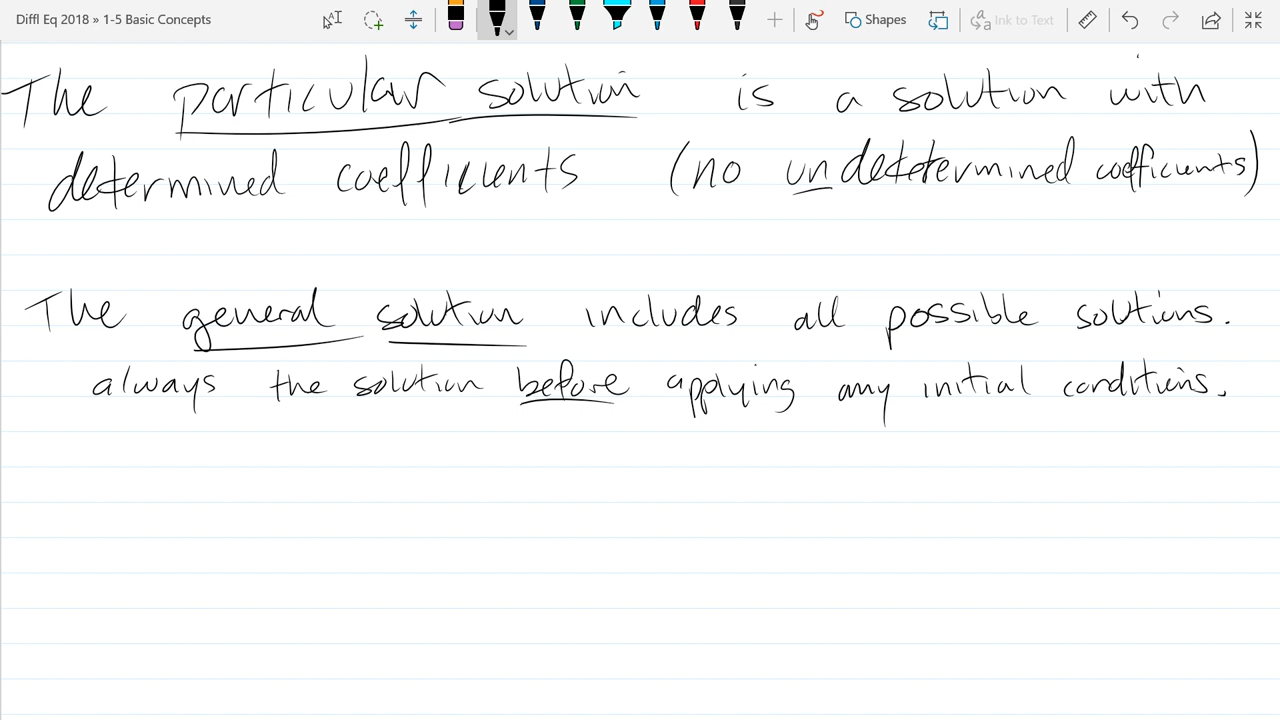 Diffl Eq 2018 » 1-5 Basic Concepts
Shapes
Ink to Text
The particular solution is a solution with
determined coefficients (no undetermined coefficients)
The general solution includes all possible solutions.
always the solution before applying any initial conditions.